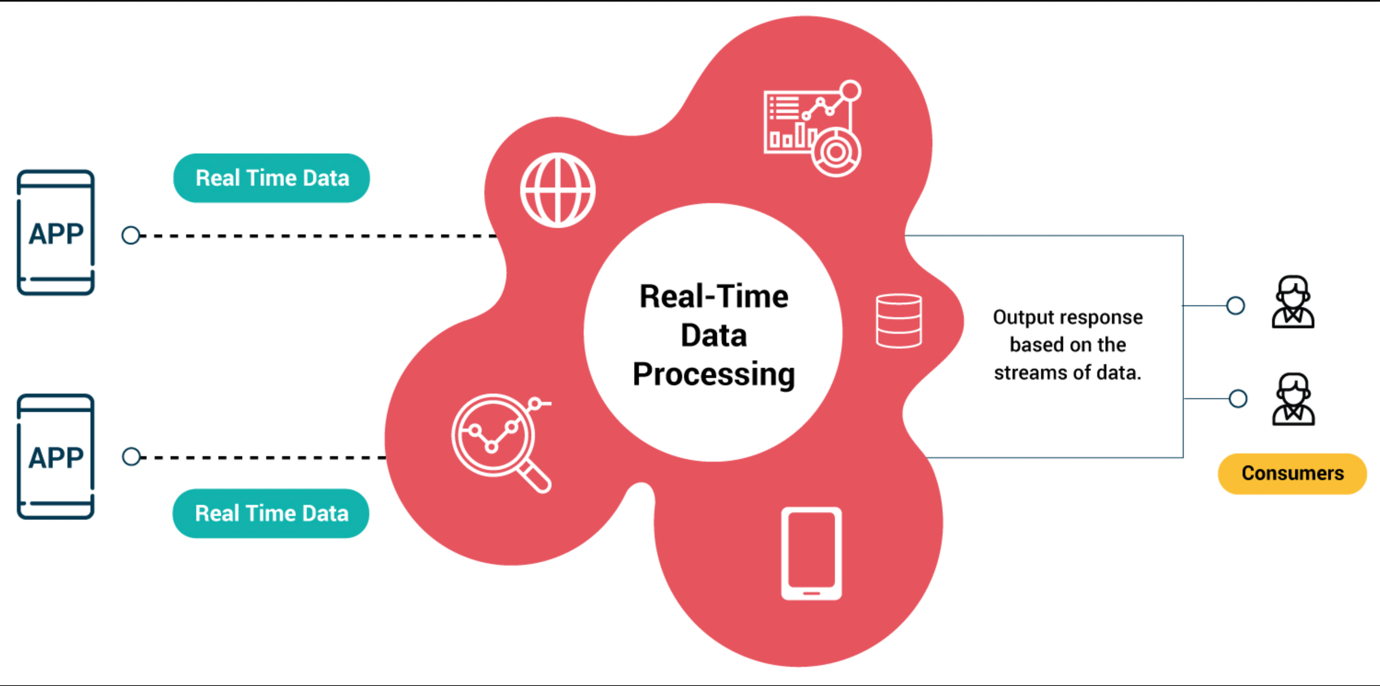 Real Time Data
APP
Real-Time
Data
Processing
Output response
based on the
streams of data.
APP
Consumers
Real Time Data